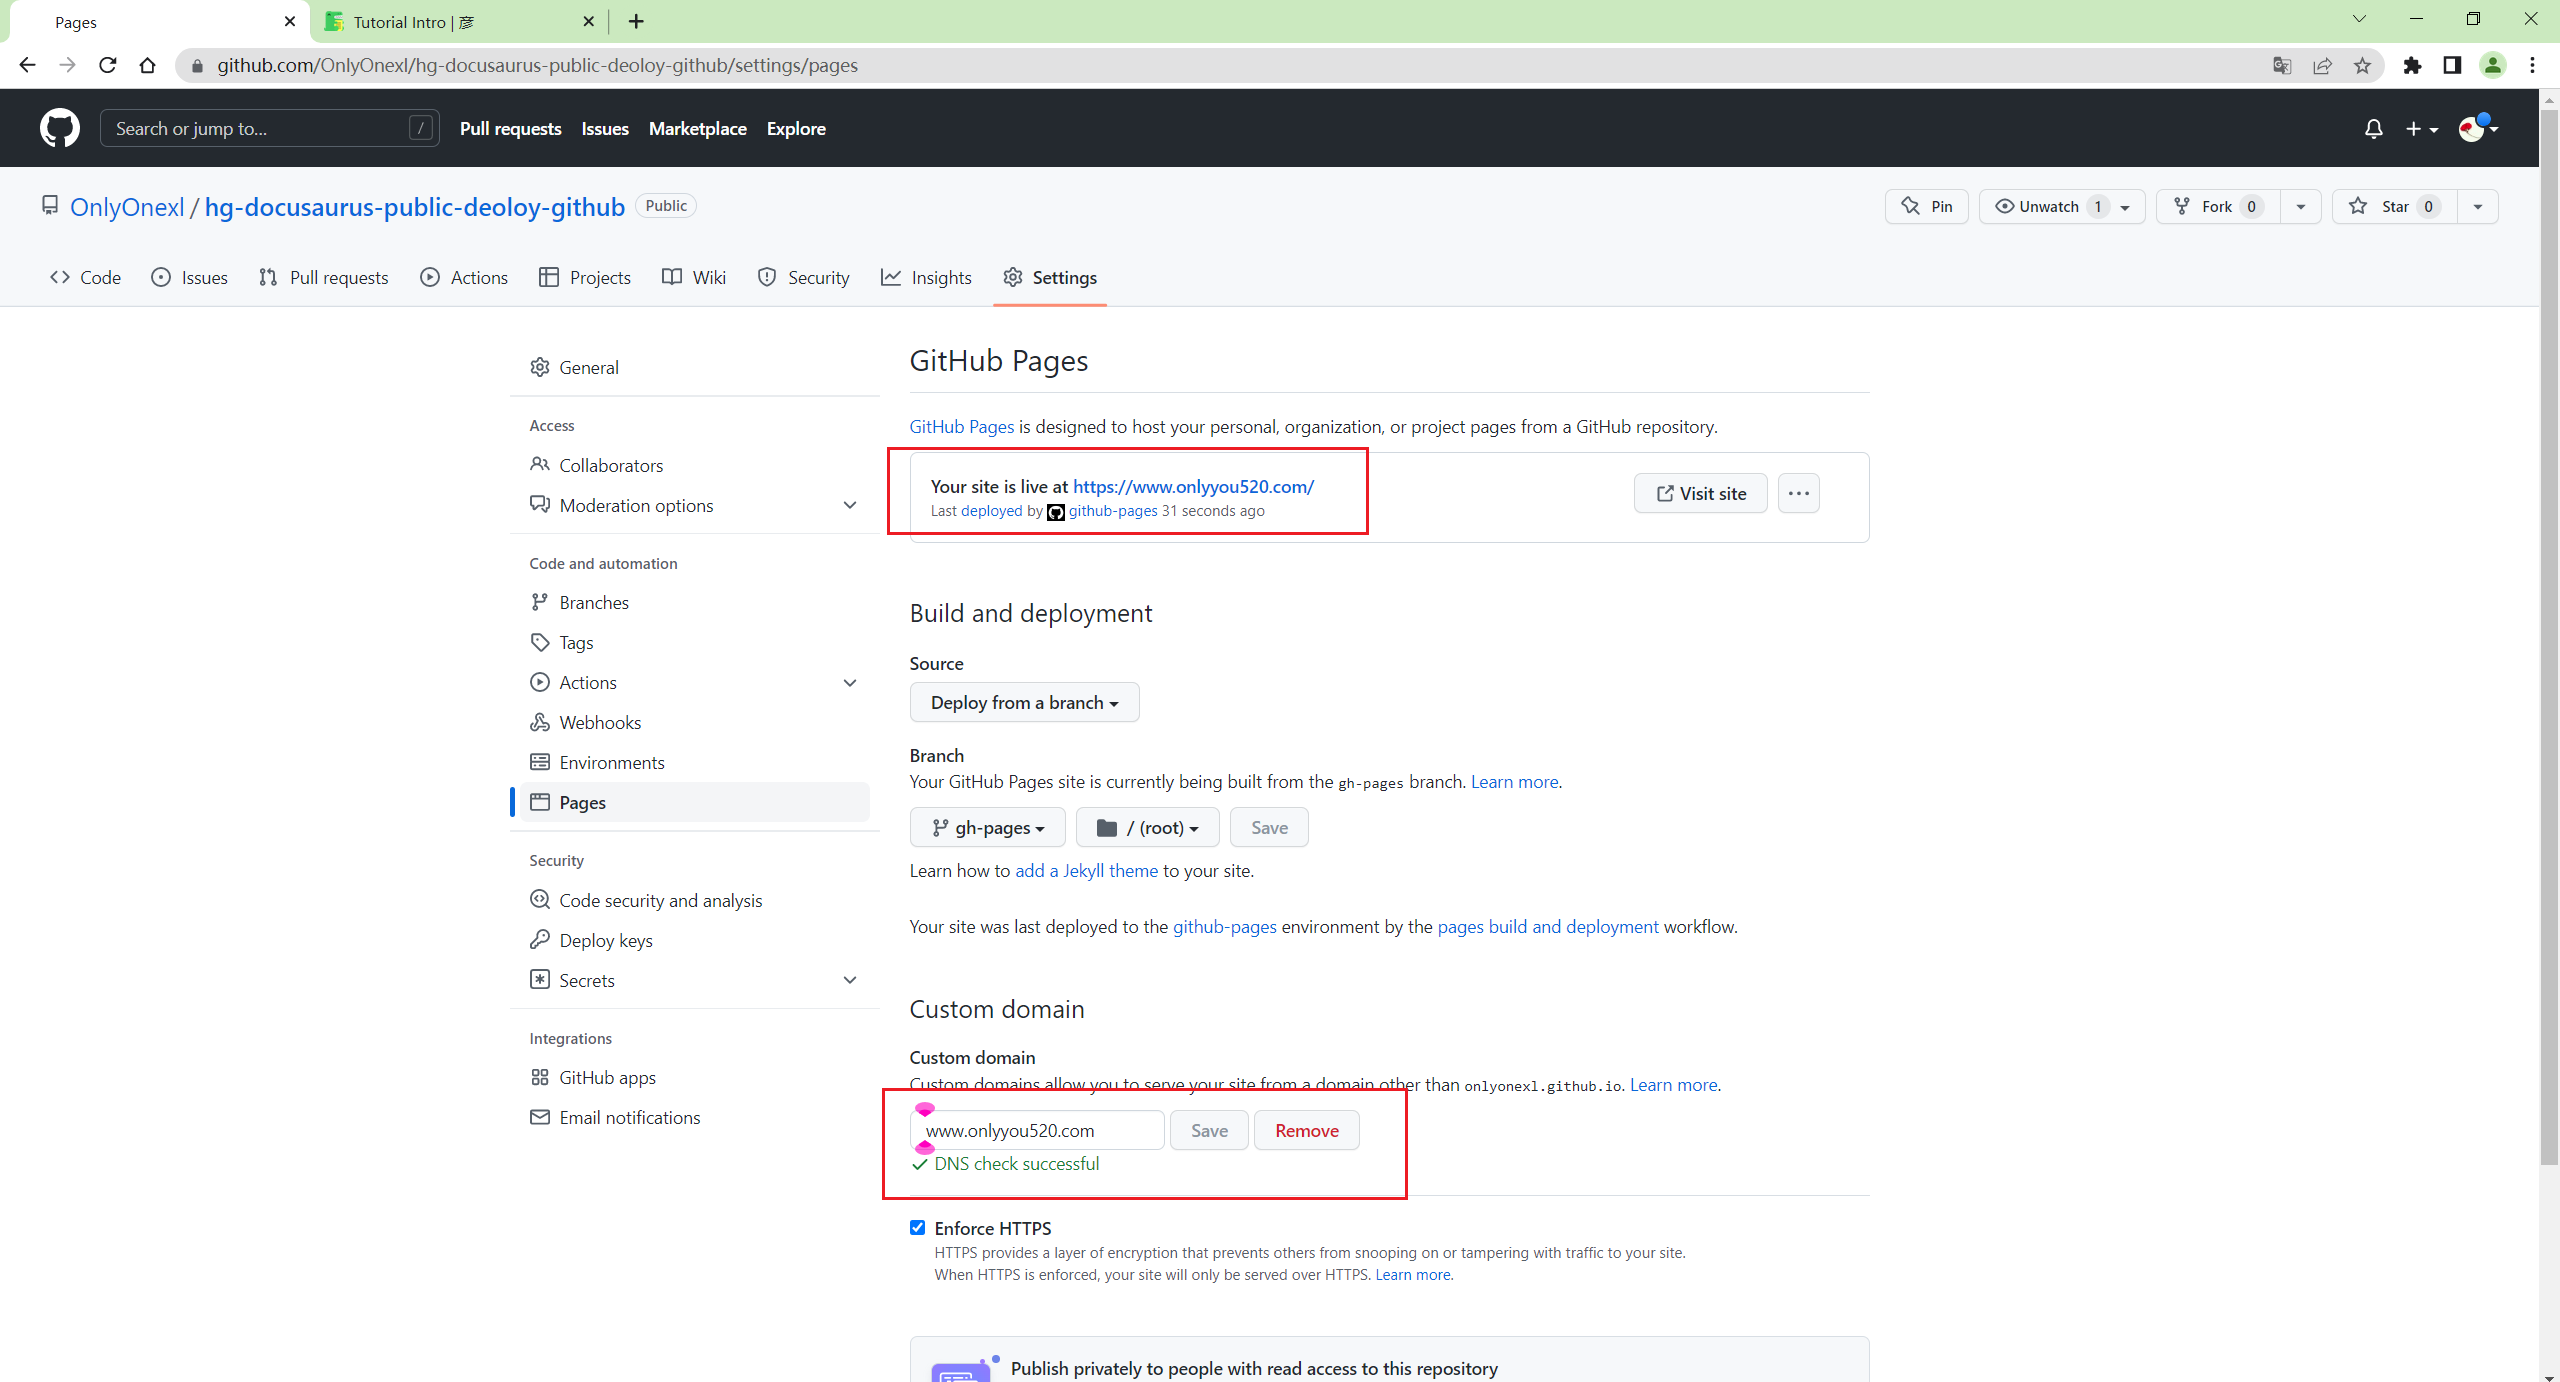 Pages
Tutorial Intro | 彦
github.com/OnlyOnexl/hg-docusaurus-public-deoloy-github/settings/pages
Search or jump to... /
Pull requests Issues Marketplace Explore
OnlyOnexl / hg-docusaurus-public-deoloy-github Public
Pin Unwatch 1 Fork 0 Star 0
Code Issues Pull requests Actions Projects Wiki Security Insights Settings
General
Access
Collaborators
Moderation options
Code and automation
Branches
Tags
Actions
Webhooks
Environments
Pages
Security
Code security and analysis
Deploy keys
Secrets
Integrations
GitHub apps
Email notifications
GitHub Pages
GitHub Pages is designed to host your personal, organization, or project pages from a GitHub repository.
Your site is live at https://www.onlyyou520.com/
Last deployed by github-pages 31 seconds ago
Visit site
Build and deployment
Source
Deploy from a branch
Branch
Your GitHub Pages site is currently being built from the gh-pages branch. Learn more.
gh-pages / (root) Save
Learn how to add a Jekyll theme to your site.
Your site was last deployed to the github-pages environment by the pages build and deployment workflow.
Custom domain
Custom domain
Custom domains allow you to serve your site from a domain other than onlyonexl.github.io. Learn more.
www.onlyyou520.com Save Remove
DNS check successful
Enforce HTTPS
HTTPS provides a layer of encryption that prevents others from snooping on or tampering with traffic to your site.
When HTTPS is enforced, your site will only be served over HTTPS. Learn more.
Publish privately to people with read access to this repository